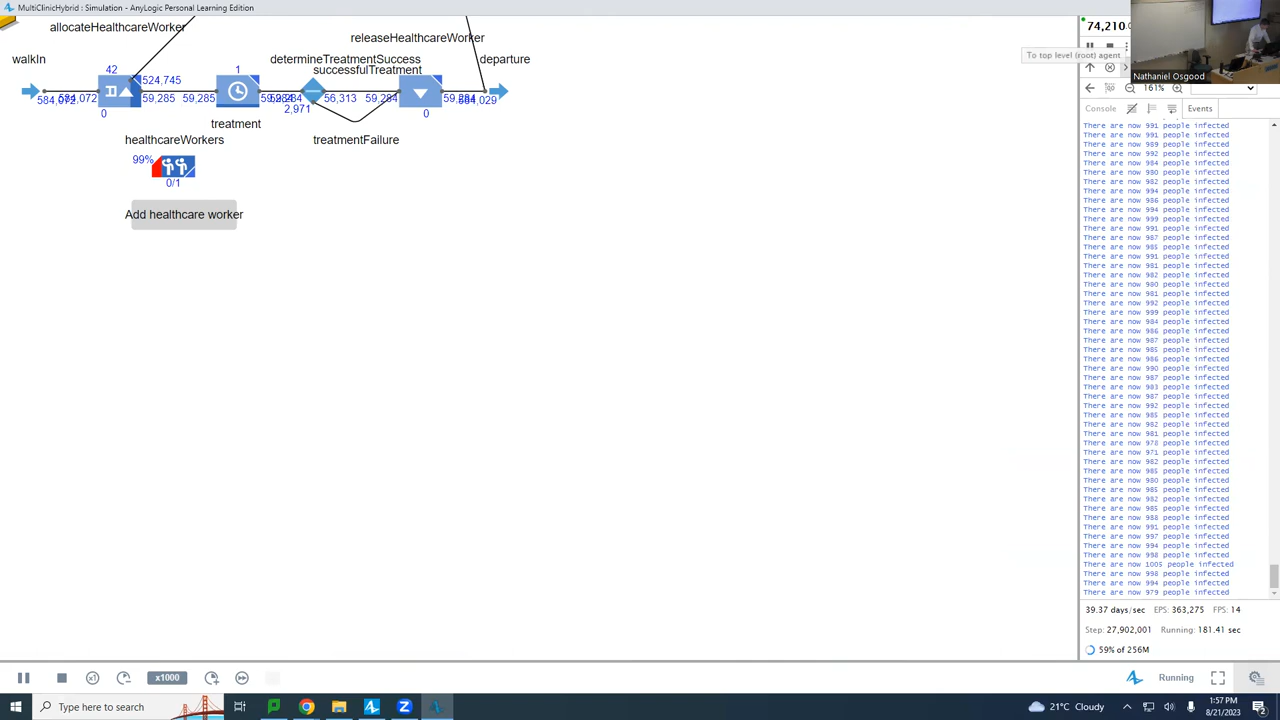 MultiClinicHybrid : Simulation - AnyLogic Personal Learning Edition
allocateHealthcareWorker
releaseHealthcareWorker
walkIn
determineTreatmentSuccess
departure
42
1
successfulTreatment
524,745
584,072
59,285
59,285
56,313
59,284
584,029
2,971
0
0
treatment
healthcareWorkers
treatmentFailure
99%
0/1
Add healthcare worker
74,210
To top level (root) agent
Nathaniel Osgood
161%
Console
Events
There are now 991 people infected
There are now 991 people infected
There are now 989 people infected
There are now 992 people infected
There are now 984 people infected
There are now 980 people infected
There are now 982 people infected
There are now 994 people infected
There are now 986 people infected
There are now 994 people infected
There are now 999 people infected
There are now 991 people infected
There are now 987 people infected
There are now 985 people infected
There are now 991 people infected
There are now 981 people infected
There are now 982 people infected
There are now 980 people infected
There are now 981 people infected
There are now 992 people infected
There are now 999 people infected
There are now 984 people infected
There are now 986 people infected
There are now 987 people infected
There are now 985 people infected
There are now 986 people infected
There are now 990 people infected
There are now 987 people infected
There are now 983 people infected
There are now 987 people infected
There are now 992 people infected
There are now 985 people infected
There are now 982 people infected
There are now 981 people infected
There are now 978 people infected
There are now 971 people infected
There are now 982 people infected
There are now 985 people infected
There are now 980 people infected
There are now 985 people infected
There are now 982 people infected
There are now 985 people infected
There are now 988 people infected
There are now 991 people infected
There are now 997 people infected
There are now 994 people infected
There are now 998 people infected
There are now 1005 people infected
There are now 998 people infected
There are now 994 people infected
There are now 979 people infected
39.37 days/sec EPS: 363,275 FPS: 14
Step: 27,902,001 Running: 181.41 sec
59% of 256M
x1000
Running
Type here to search
21°C Cloudy
1:57 PM
8/21/2023
2